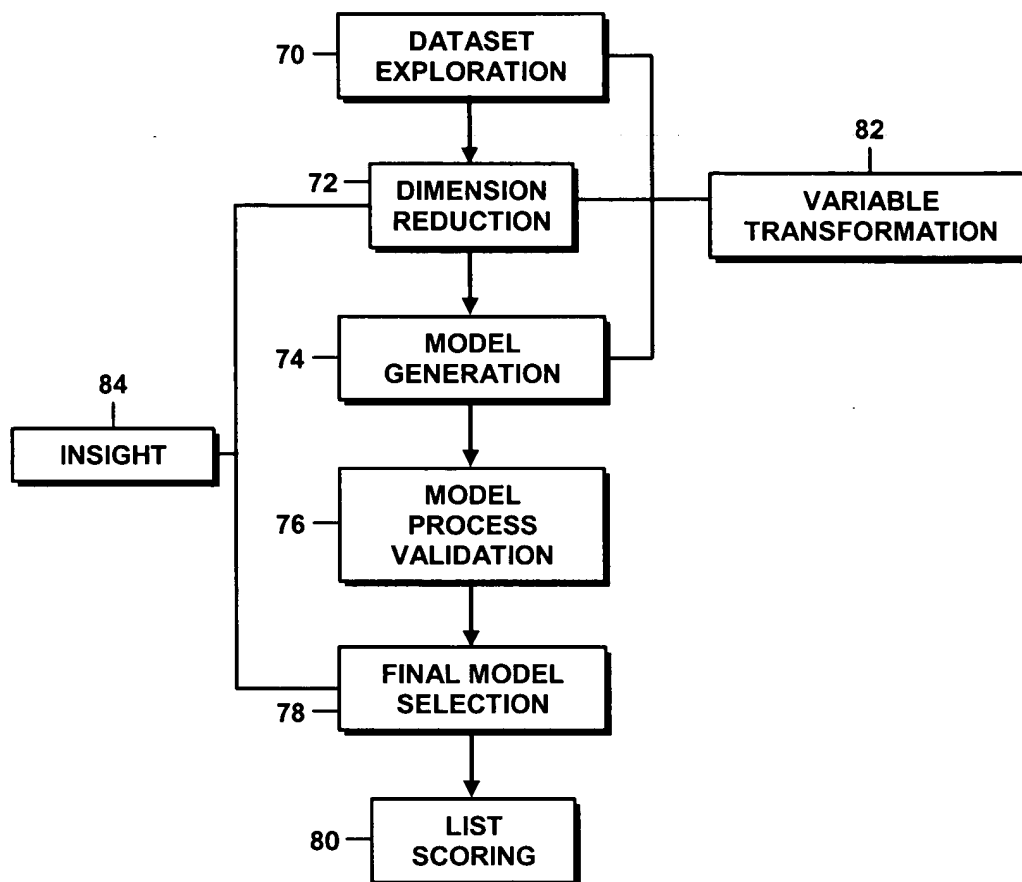 70
DATASET
EXPLORATION
82
72
DIMENSION
REDUCTION
VARIABLE
TRANSFORMATION
74
MODEL
GENERATION
84
INSIGHT
76
MODEL
PROCESS
VALIDATION
FINAL MODEL
SELECTION
78
80
LIST
SCORING